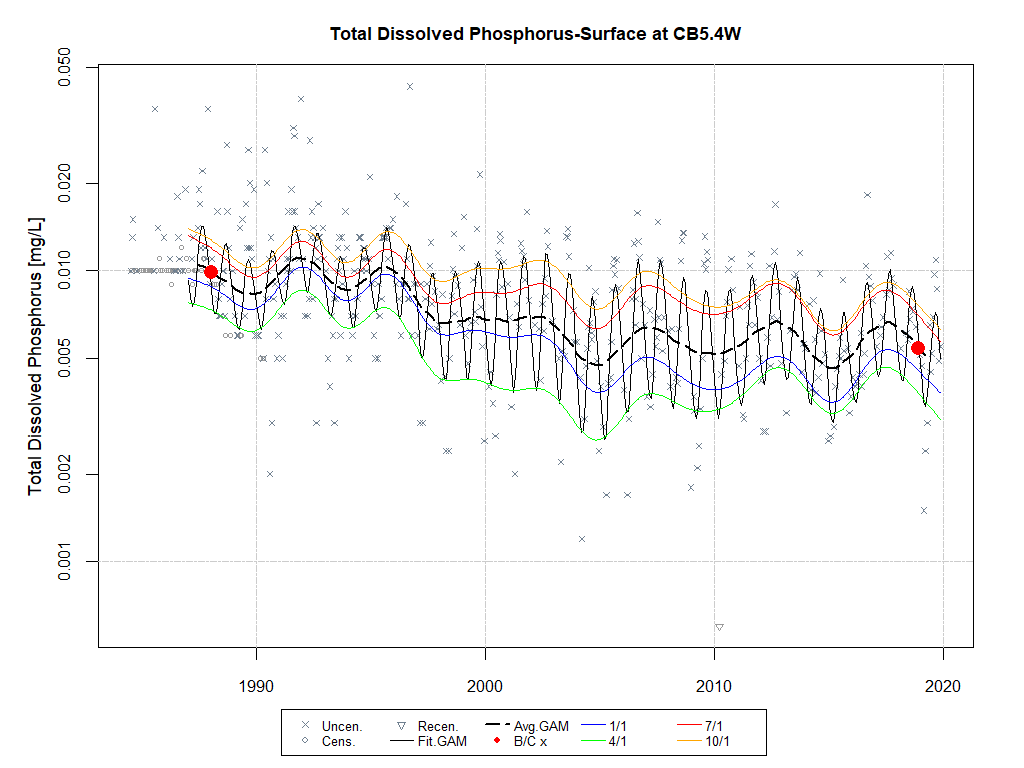 Total Dissolved Phosphorus-Surface at CB5.4W
Total Dissolved Phosphorus [mg/L]
0.050
0.020
0.010
0.005
0.002
0.001
1990 2000 2010 2020
Uncen. Recen. Avg.GAM 1/1 7/1
Cens. Fit.GAM B/C x 4/1 10/1